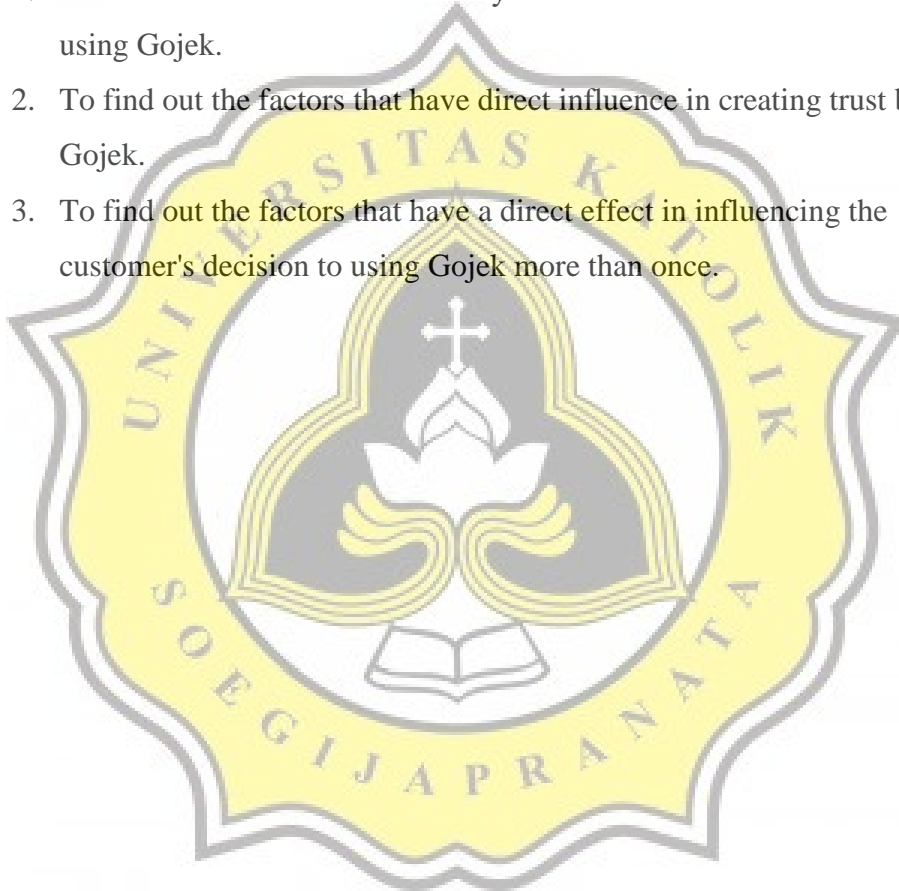 using Gojek.
2. To find out the factors that have direct influence in creating trust
Gojek.
3. To find out the factors that have a direct effect in influencing the
customer's decision to using Gojek more than once.
UNIVERSITAS KATOLIK
SOEGIJAPRANATA